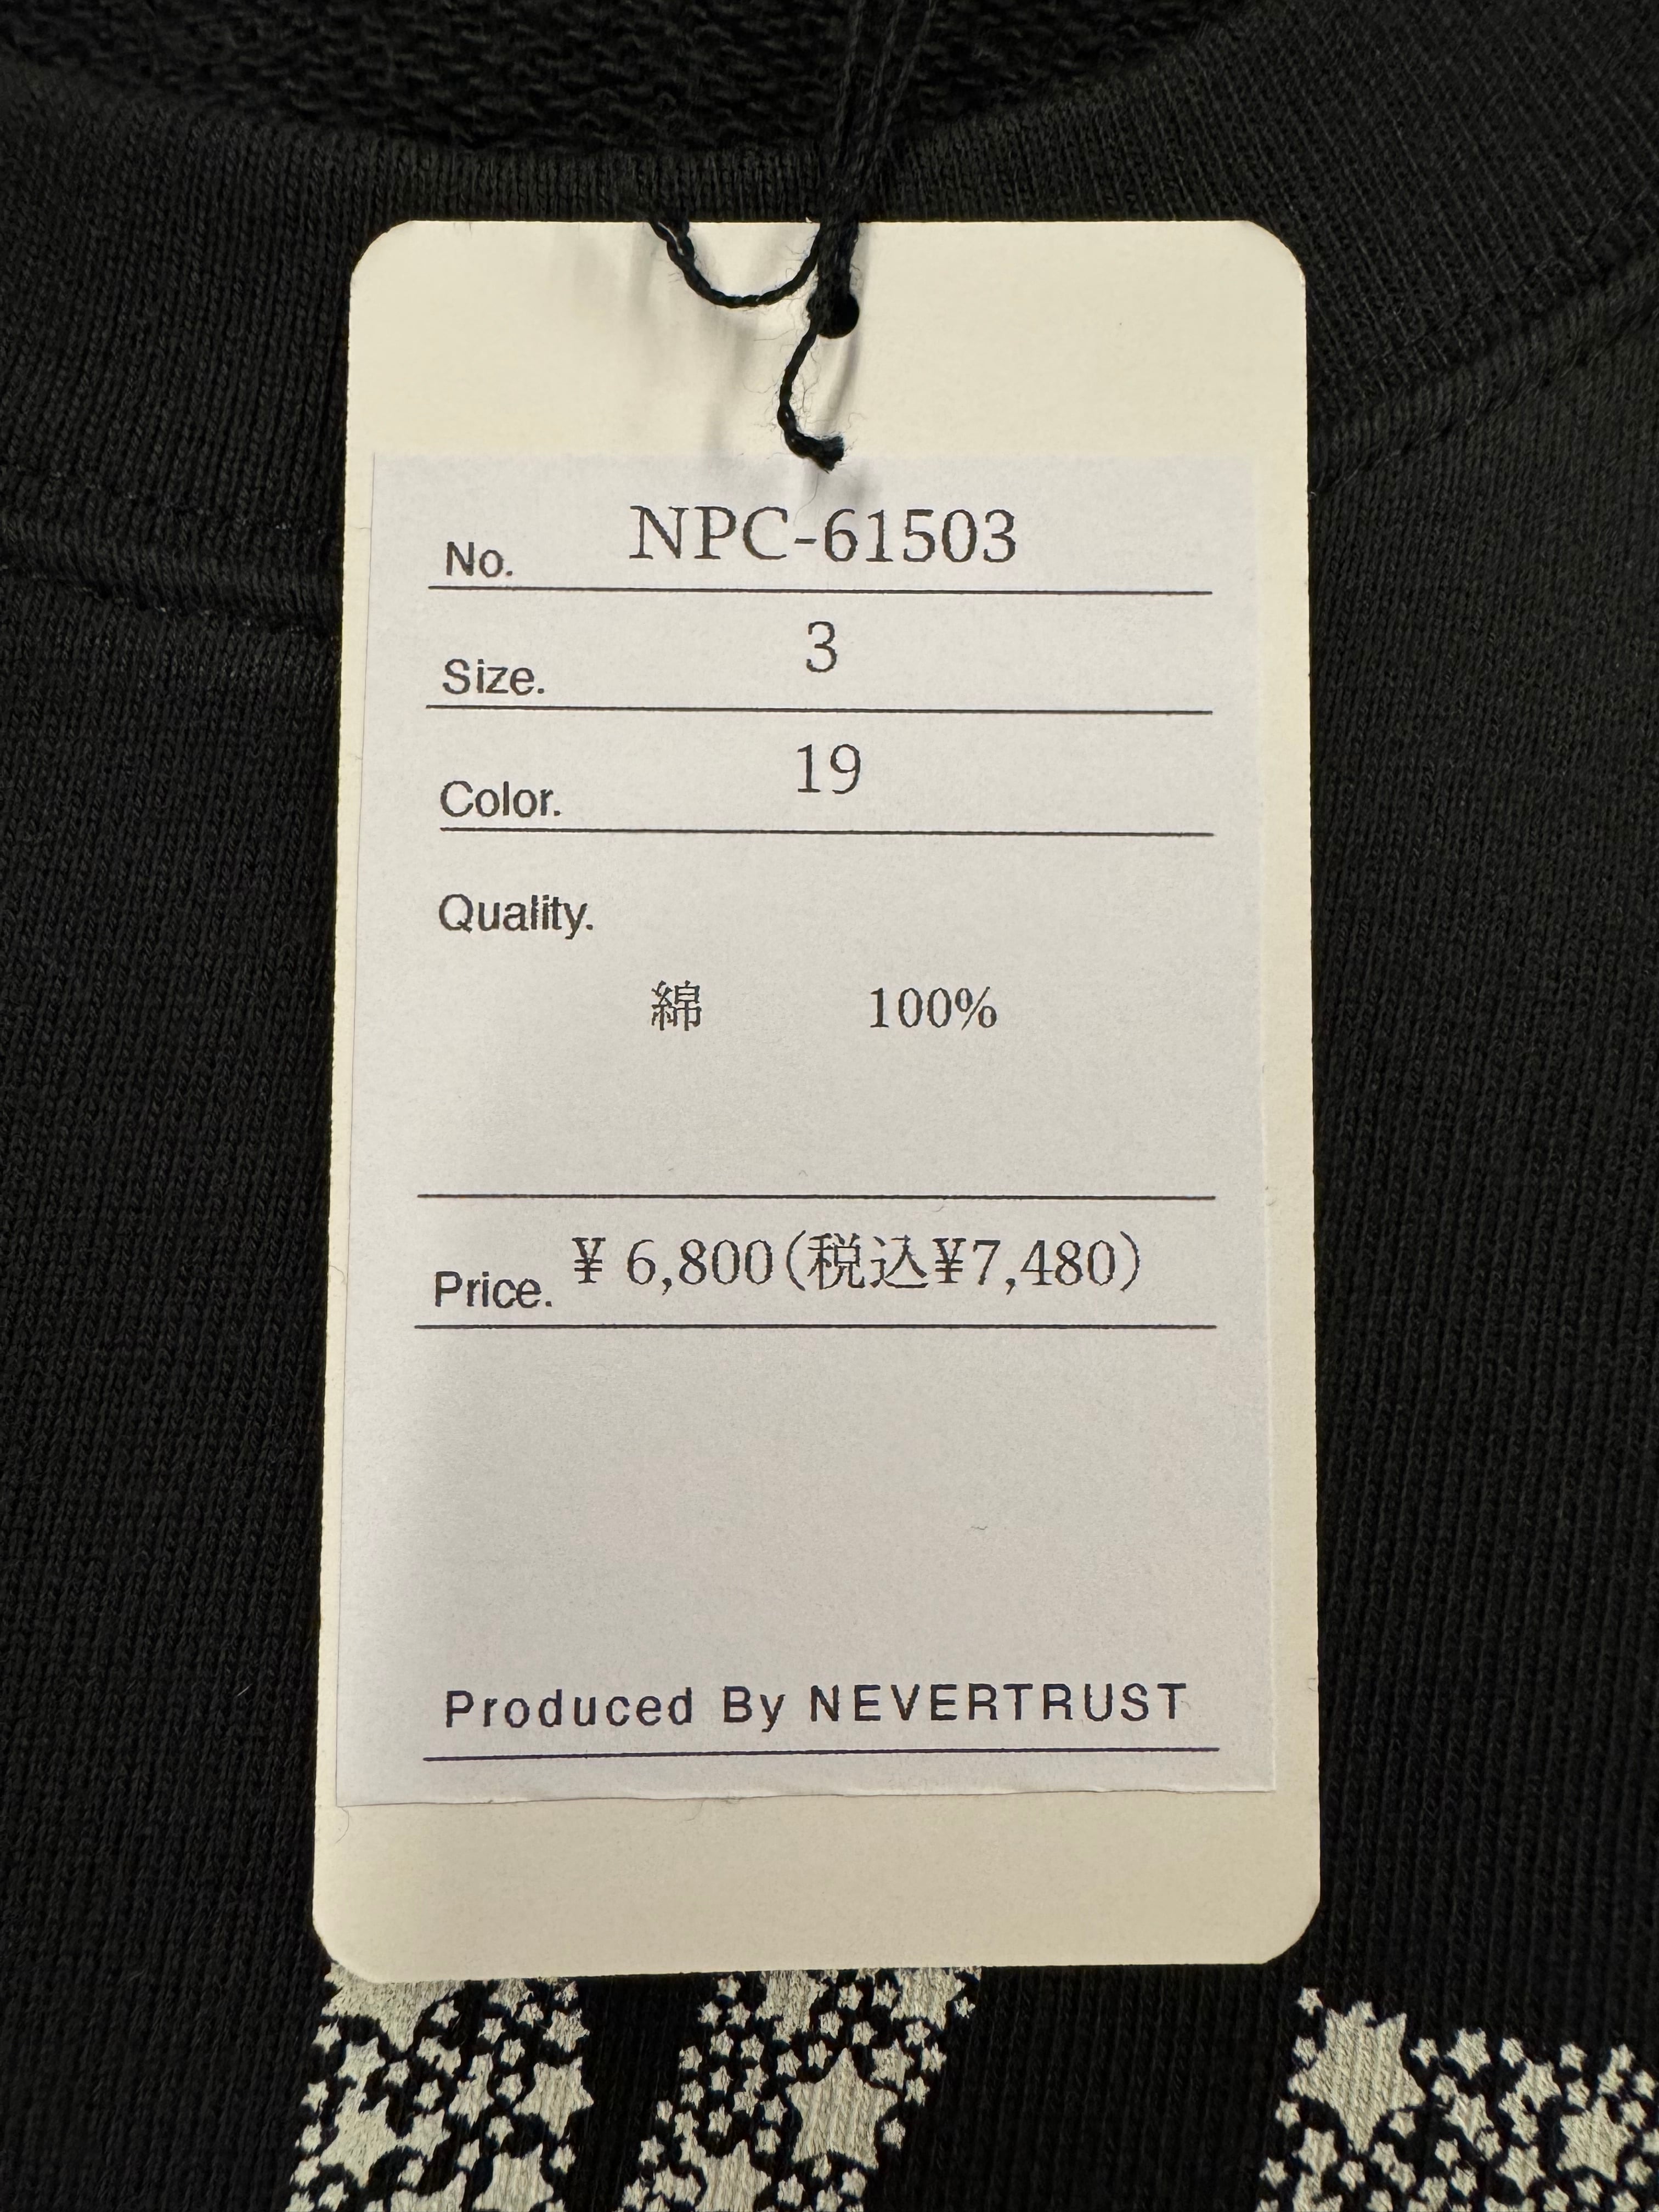 No. NPC-61503
Size. 3
Color. 19
Quality.
綿 100%
Price. ¥ 6,800(税込¥7,480)
Produced By NEVERTRUST